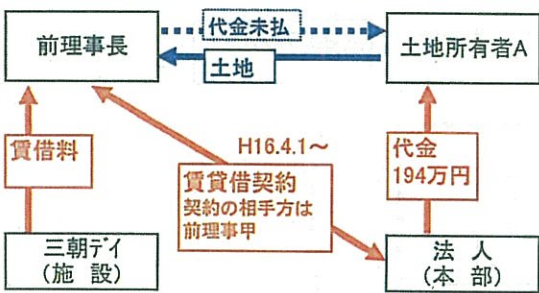 前理事長
代金未払
土地
土地所有者A
賃借料
H16.4.1～
賃貸借契約
契約の相手方は
前理事甲
代金
194万円
三朝デイ
(施 設)
法 人
(本 部)